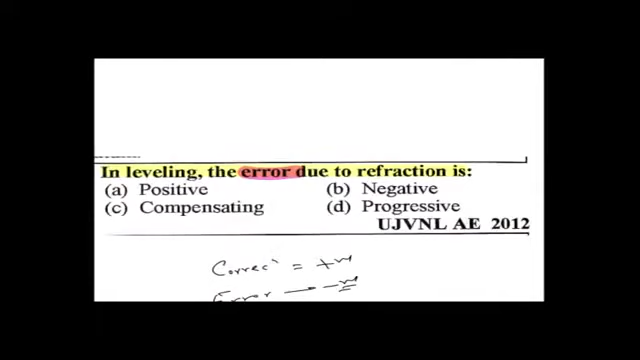 In leveling, the error due to refraction is:
(a) Positive (b) Negative
(c) Compensating (d) Progressive
UJVNL AE 2012
Correcⁿ = +ve
Error → -ve